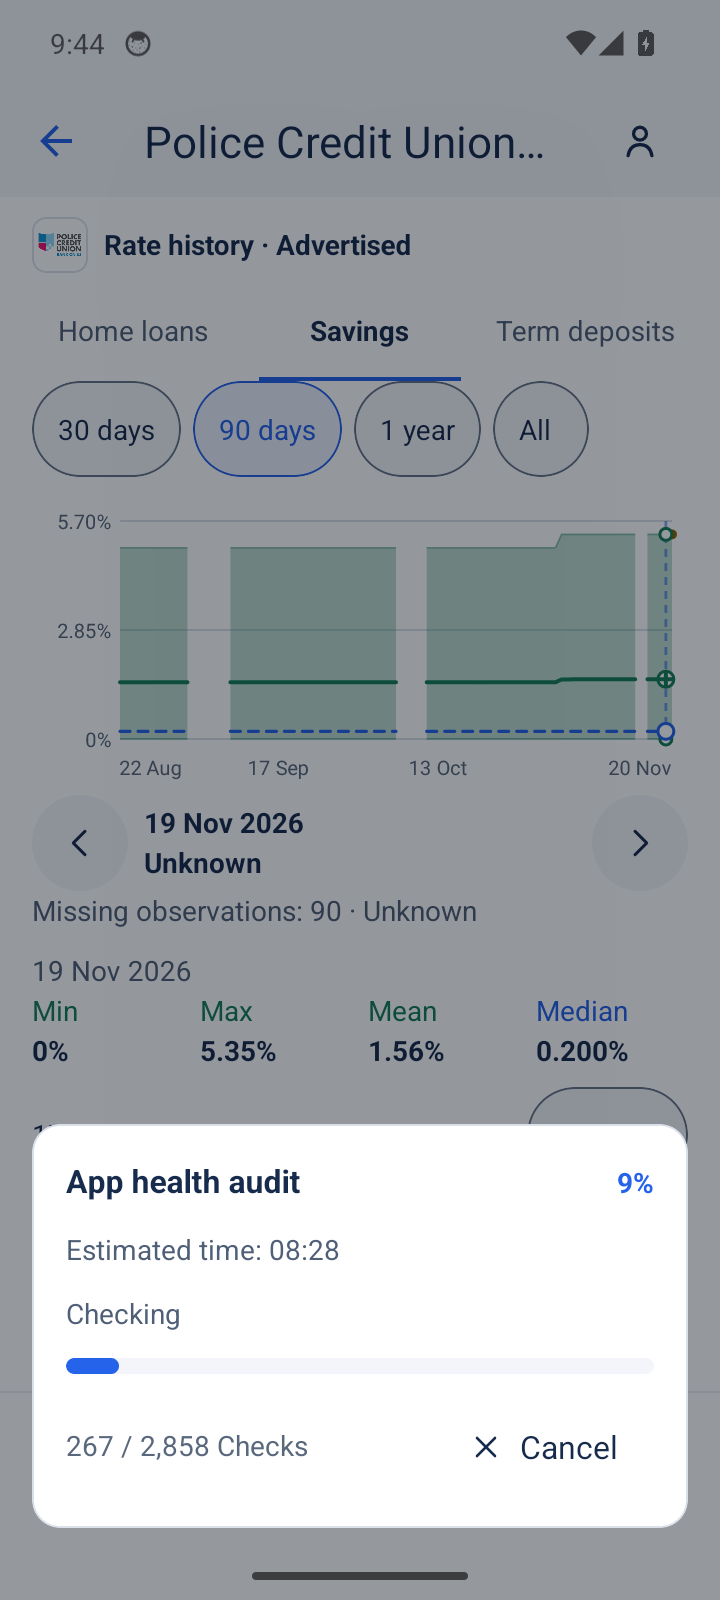 9:44
Police Credit Union...
POLICE
CREDIT
UNION
Rate history · Advertised
Home loans
Savings
Term deposits
30 days
90 days
1 year
All
5.70%
2.85%
0%
22 Aug
17 Sep
13 Oct
20 Nov
19 Nov 2026
Unknown
Missing observations: 90 · Unknown
19 Nov 2026
Min
Max
Mean
Median
0%
5.35%
1.56%
0.200%
App health audit
9%
Estimated time: 08:28
Checking
267 / 2,858 Checks
Cancel